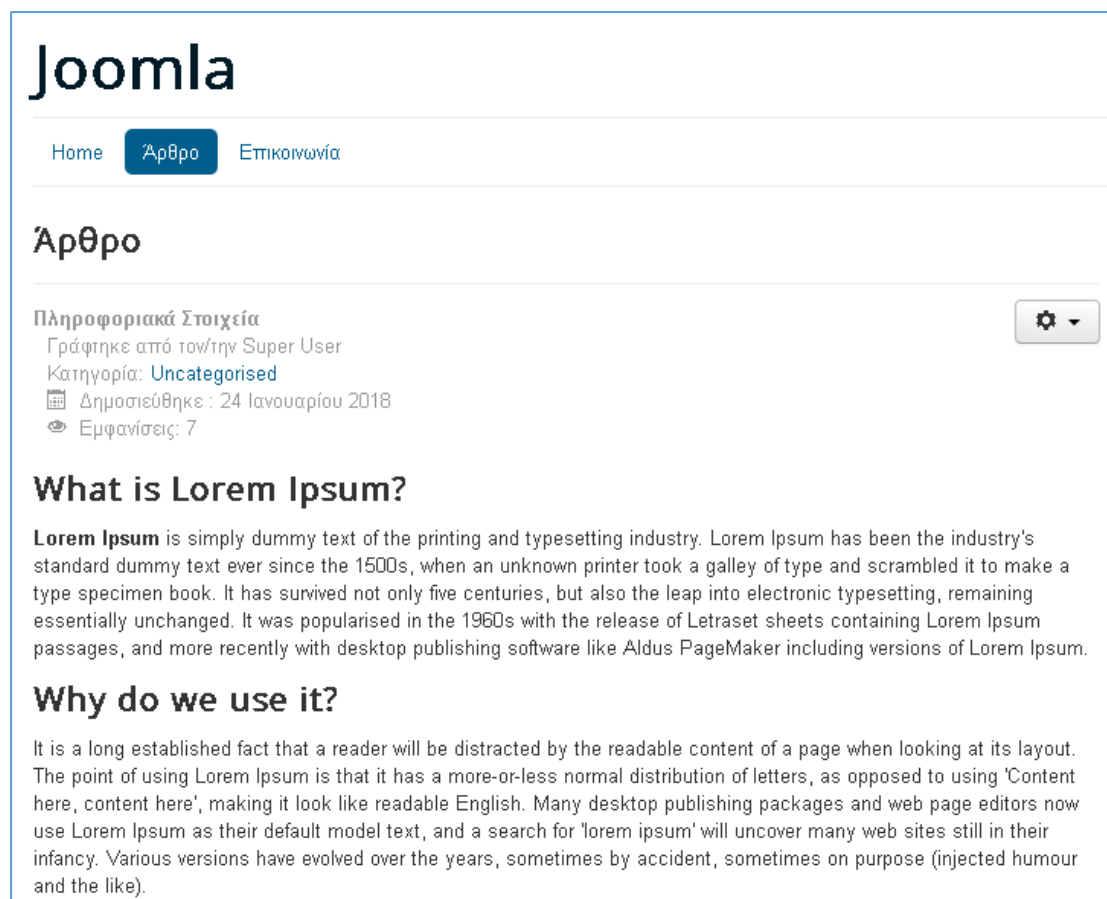 Joomla
Home Άρθρο Επικοινωνία
Άρθρο
Πληροφοριακά Στοιχεία
Γράφτηκε από τον/την Super User
Κατηγορία: Uncategorised
Δημοσιεύθηκε : 24 Ιανουαρίου 2018
Εμφανίσεις: 7
What is Lorem Ipsum?
Lorem Ipsum is simply dummy text of the printing and typesetting industry. Lorem Ipsum has been the industry's
standard dummy text ever since the 1500s, when an unknown printer took a galley of type and scrambled it to make a
type specimen book. It has survived not only five centuries, but also the leap into electronic typesetting, remaining
essentially unchanged. It was popularised in the 1960s with the release of Letraset sheets containing Lorem Ipsum
passages, and more recently with desktop publishing software like Aldus PageMaker including versions of Lorem Ipsum.
Why do we use it?
It is a long established fact that a reader will be distracted by the readable content of a page when looking at its layout.
The point of using Lorem Ipsum is that it has a more-or-less normal distribution of letters, as opposed to using 'Content
here, content here', making it look like readable English. Many desktop publishing packages and web page editors now
use Lorem Ipsum as their default model text, and a search for 'lorem ipsum' will uncover many web sites still in their
infancy. Various versions have evolved over the years, sometimes by accident, sometimes on purpose (injected humour
and the like).